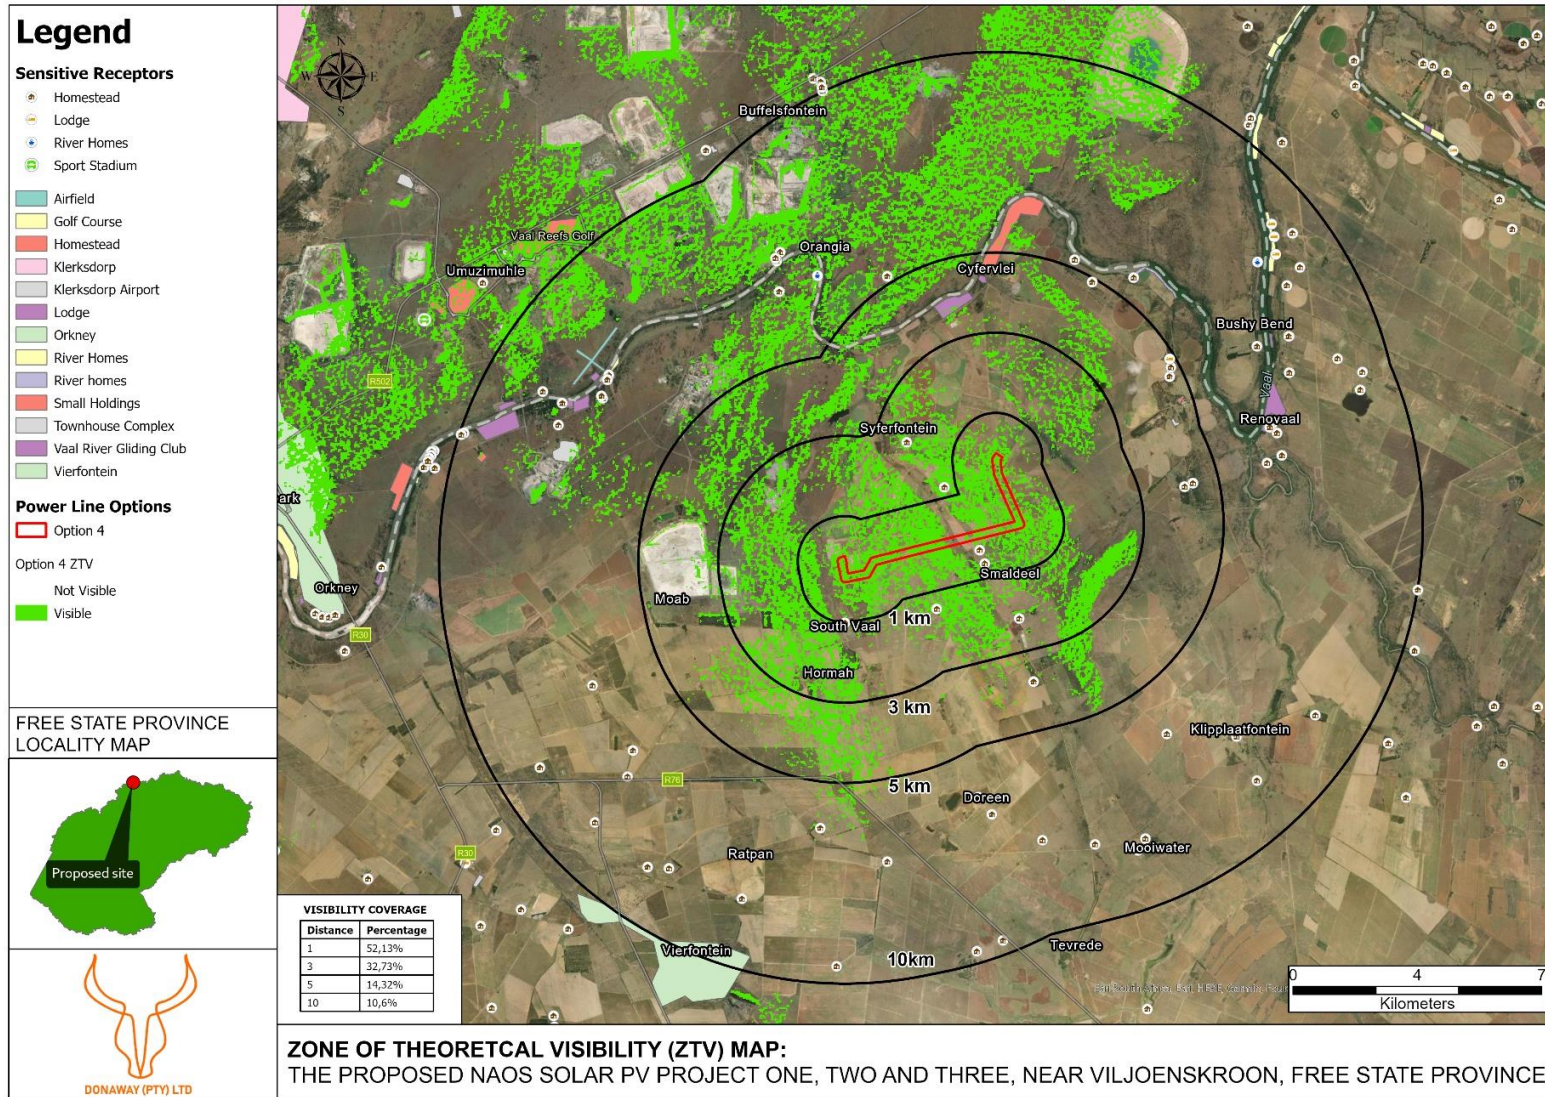 Legend
Sensitive Receptors
Homestead
Lodge
River Homes
Sport Stadium
Airfield
Golf Course
Homestead
Klerksdorp
Klerksdorp Airport
Lodge
Orkney
River Homes
River homes
Small Holdings
Townhouse Complex
Vaal River Gliding Club
Vierfontein
Power Line Options
Option 4
Option 4 ZTV
Not Visible
Visible
FREE STATE PROVINCE
LOCALITY MAP
Proposed site
DONAWAY (PTY) LTD
N
W E
S
Buffelsfontein
Vaal Reefs Golf
Orangia
Umuzimuhle
Cyfervlei
Bushy Bend
R502
Vaal
Renovaal
Syferfontein
ark
Smaldeel
Orkney
Moab
South Vaal
1 km
R30
Hormah
3 km
Klipplaatfontein
R76
5 km
Doreen
R30
Ratpan
Mooiwater
Vierfontein
Tevrede
10km
VISIBILITY COVERAGE
Distance Percentage
1 52,13%
3 32,73%
5 14,32%
10 10,6%
0 4 7
Kilometers
ZONE OF THEORETCAL VISIBILITY (ZTV) MAP:
THE PROPOSED NAOS SOLAR PV PROJECT ONE, TWO AND THREE, NEAR VILJOENSKROON, FREE STATE PROVINCE